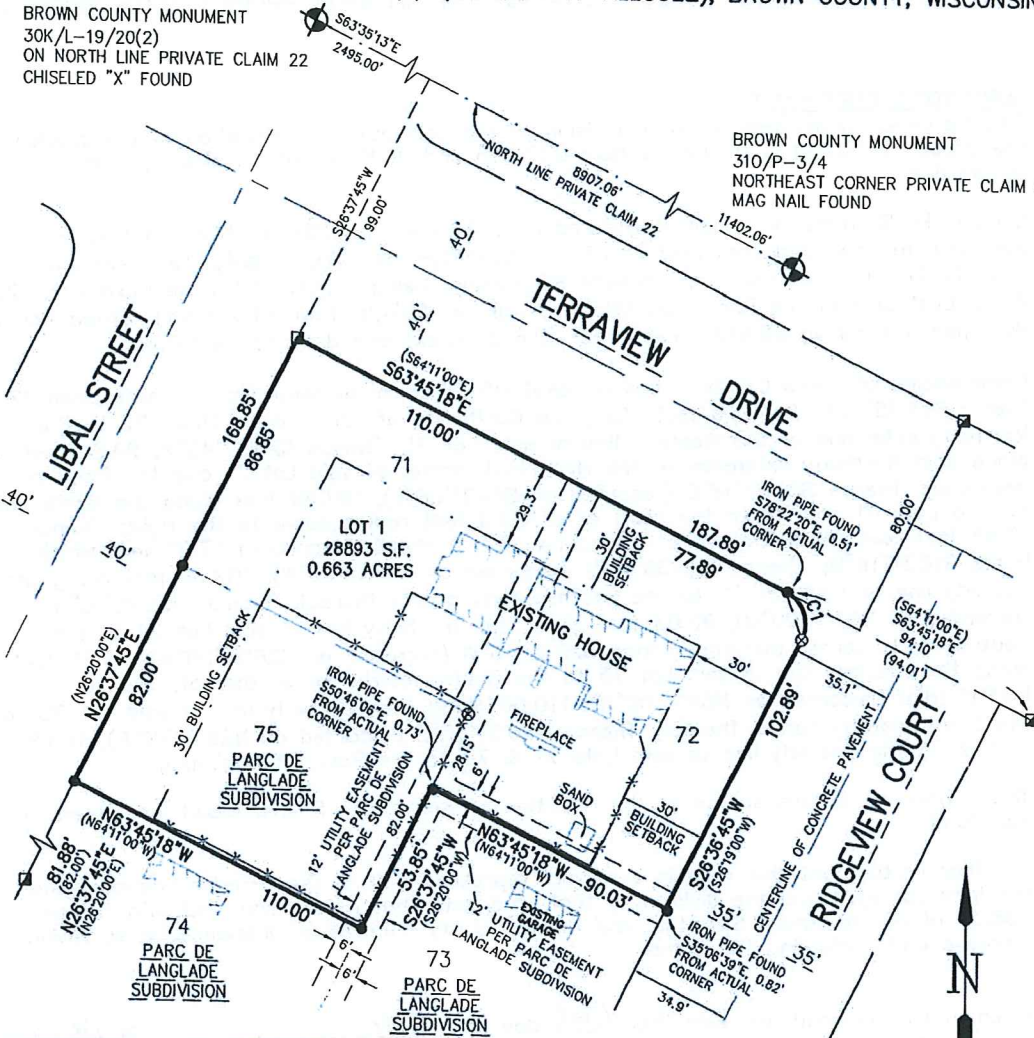 BROWN COUNTY, WISCONSIN
BROWN COUNTY MONUMENT
30K/L-19/20(2)
ON NORTH LINE PRIVATE CLAIM 22
CHISELED "X" FOUND
S63°35'13"E
2495.00'
BROWN COUNTY MONUMENT
310/P-3/4
NORTHEAST CORNER PRIVATE CLAIM
MAG NAIL FOUND
8907.06'
NORTH LINE PRIVATE CLAIM 22
11402.06'
S26°37'45"W
99.00'
40'
40'
TERRAVIEW
DRIVE
LIBAL STREET
40'
40'
168.85'
86.85'
(S64°11'00"E)
S63°45'18"E
110.00'
187.89'
77.89'
71
LOT 1
28893 S.F.
0.663 ACRES
29.33'
30'
BUILDING
SETBACK
IRON PIPE FOUND
S78°22'20"E, 0.51'
FROM ACTUAL
CORNER
C1
80.00'
(S64°11'00"E)
S63°45'18"E
94.10'
(94.01')
35.1'
EXISTING HOUSE
30'
102.89'
(N26°20'00"E)
N26°37'45"E
82.00'
30' BUILDING SETBACK
IRON PIPE FOUND
S50°46'06"E, 0.73'
FROM ACTUAL
CORNER
FIREPLACE
28.15'
6'
72
75
PARC DE
LANGLADE
SUBDIVISION
12' UTILITY EASEMENT
PER PARC DE
LANGLADE SUBDIVISION
82.00'
53.85'
S26°37'45"W
(S26°20'00"W)
SAND
BOX
30'
BUILDING
SETBACK
N63°45'18"W
(N64°11'00"W)
90.03'
S26°36'45"W
(S26°19'00"W)
CENTERLINE OF CONCRETE PAVEMENT
RIDGEVIEW COURT
35'
35'
N63°45'18"W
(N64°11'00"W)
110.00'
81.88'
(82.00')
N26°37'45"E
(N26°20'00"E)
EXISTING
GARAGE
12' UTILITY EASEMENT
PER PARC DE
LANGLADE SUBDIVISION
IRON PIPE FOUND
S35°06'39"E, 0.82'
FROM ACTUAL
CORNER
34.9'
74
PARC DE
LANGLADE
SUBDIVISION
6'
6'
73
PARC DE
LANGLADE
SUBDIVISION
N